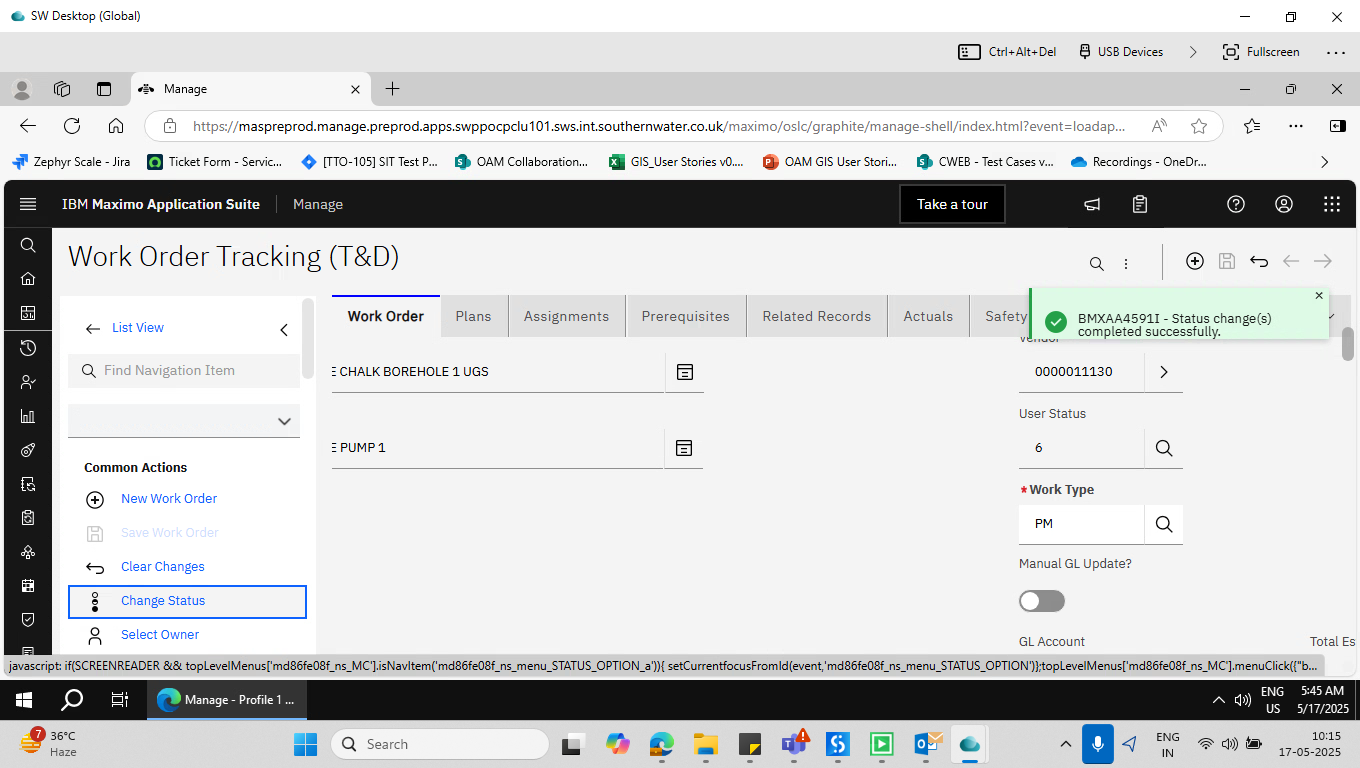 SW Desktop (Global)
Ctrl+Alt+Del
USB Devices
Fullscreen
Manage
https://maspreprod.manage.preprod.apps.swppocpclu101.sws.int.southernwater.co.uk/maximo/oslc/graphite/manage-shell/index.html?event=loadap...
Zephyr Scale - Jira
Ticket Form - Servic...
[TTO-105] SIT Test P...
OAM Collaboration...
GIS_User Stories v0....
OAM GIS User Stori...
CWEB - Test Cases v...
Recordings - OneDr...
IBM Maximo Application Suite
Manage
Take a tour
Work Order Tracking (T&D)
List View
Find Navigation Item
Common Actions
New Work Order
Save Work Order
Clear Changes
Change Status
Select Owner
Work Order
Plans
Assignments
Prerequisites
Related Records
Actuals
Safety
BMXAA4591I - Status change(s)
completed successfully.
Vendor
E CHALK BOREHOLE 1 UGS
0000011130
User Status
E PUMP 1
6
* Work Type
PM
Manual GL Update?
GL Account
Total Es
javascript: if(SCREENREADER && topLevelMenus['md86fe08f_ns_MC'].isNavItem('md86fe08f_ns_menu_STATUS_OPTION_a')){ setCurrentfocusFromId(event,'md86fe08f_ns_menu_STATUS_OPTION')};topLevelMenus['md86fe08f_ns_MC'].menuClick({"b...
Manage - Profile 1 ...
ENG
US
5:45 AM
5/17/2025
7
36°C
Haze
Search
ENG
IN
10:15
17-05-2025